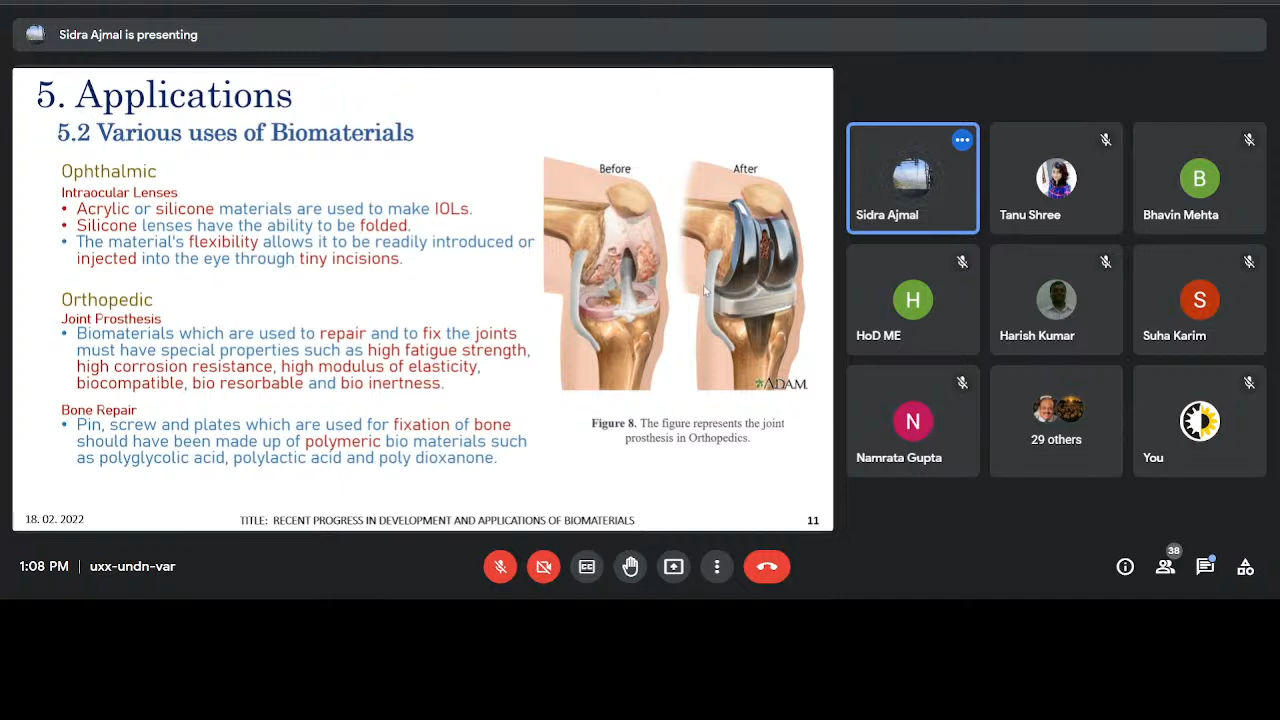 Sidra Ajmal is presenting
5. Applications
5.2 Various uses of Biomaterials
Ophthalmic
Intraocular Lenses
• Acrylic or silicone materials are used to make IOLs.
• Silicone lenses have the ability to be folded.
• The material's flexibility allows it to be readily introduced or
injected into the eye through tiny incisions.
Orthopedic
Joint Prosthesis
• Biomaterials which are used to repair and to fix the joints
must have special properties such as high fatigue strength,
high corrosion resistance, high modulus of elasticity,
biocompatible, bio resorbable and bio inertness.
Bone Repair
• Pin, screw and plates which are used for fixation of bone
should have been made up of polymeric bio materials such
as polyglycolic acid, polylactic acid and poly dioxanone.
Before
After
ADAM
Figure 8. The figure represents the joint
prosthesis in Orthopedics.
18. 02. 2022
TITLE: RECENT PROGRESS IN DEVELOPMENT AND APPLICATIONS OF BIOMATERIALS
11
Sidra Ajmal
Tanu Shree
B
Bhavin Mehta
H
HoD ME
Harish Kumar
S
Suha Karim
N
Namrata Gupta
29 others
You
1:08 PM | uxx-undn-var
CC
38